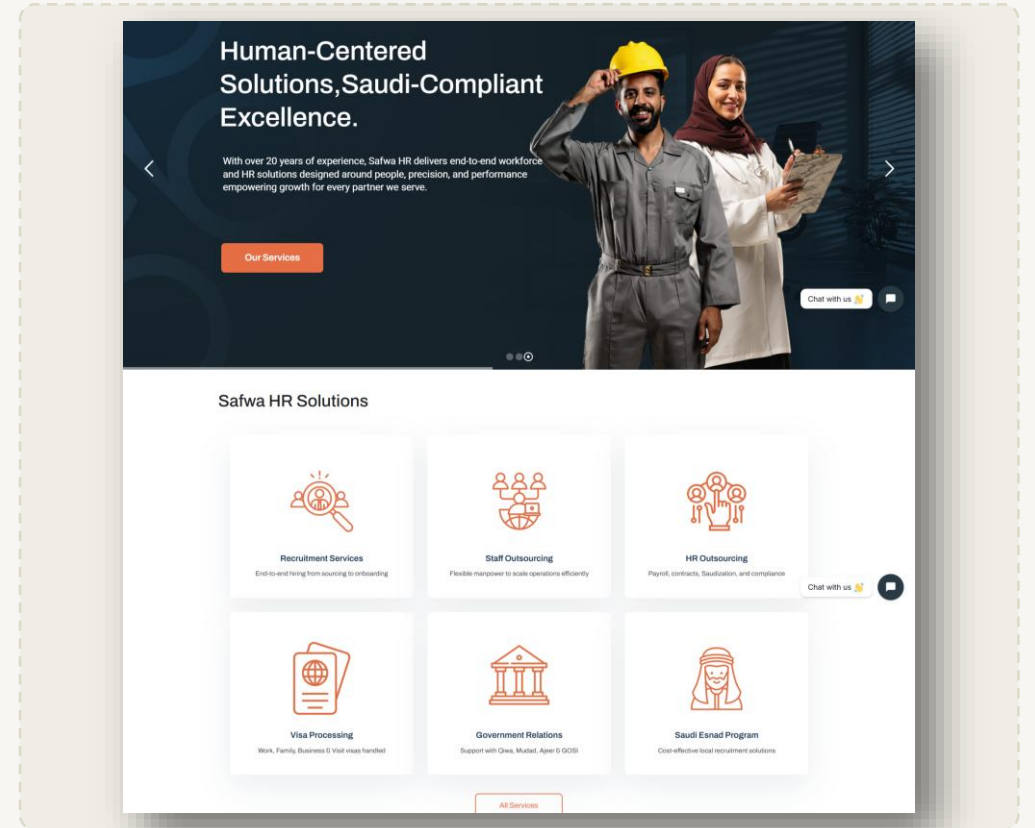 Human-Centered
Solutions,Saudi-Compliant
Excellence.
With over 20 years of experience, Safwa HR delivers end-to-end workforce
and HR solutions designed around people, precision, and performance
empowering growth for every partner we serve.
Our Services
Chat with us 👋
Safwa HR Solutions
Recruitment Services
End-to-end hiring from sourcing to onboarding
Staff Outsourcing
Flexible manpower to scale operations efficiently
HR Outsourcing
Payroll, contracts, Saudization, and compliance
Chat with us 👋
Visa Processing
Work, Family, Business & Visit visas handled
Government Relations
Support with Qiwa, Mudad, Ajeer & GOSI
Saudi Esnad Program
Cost-effective local recruitment solutions
All Services